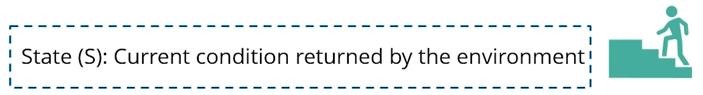 State (S): Current condition returned by the environment